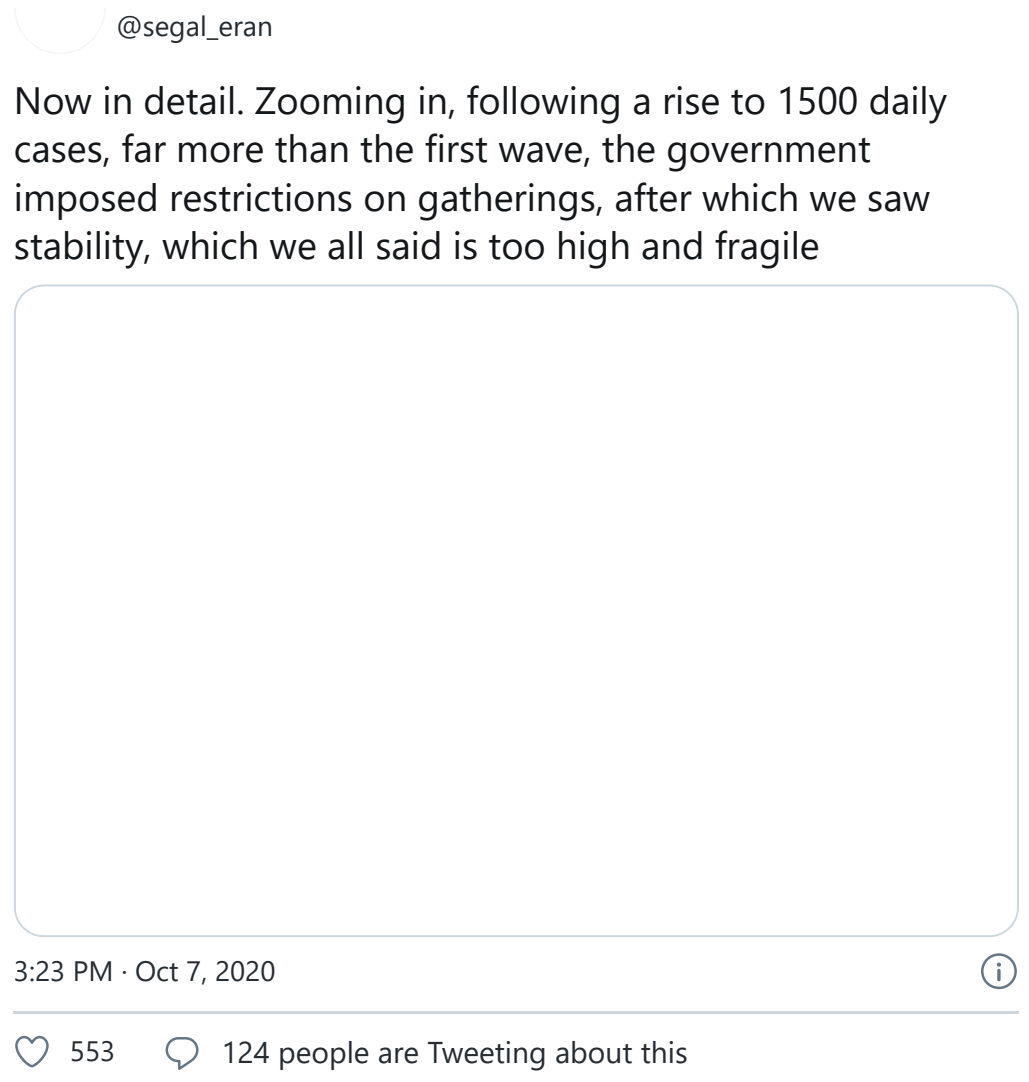 @segal_eran
Now in detail. Zooming in, following a rise to 1500 daily
cases, far more than the first wave, the government
imposed restrictions on gatherings, after which we saw
stability, which we all said is too high and fragile
3:23 PM · Oct 7, 2020
553 124 people are Tweeting about this